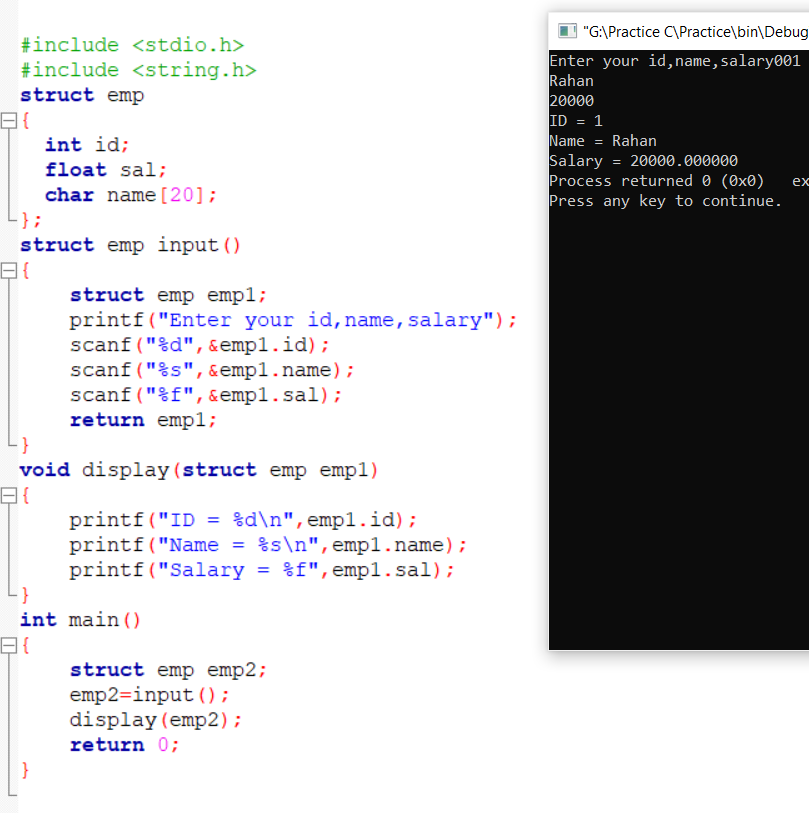 #include <stdio.h>
#include <string.h>
struct emp
{
int id;
float sal;
char name[20];
};
struct emp input()
{
struct emp emp1;
printf("Enter your id,name,salary");
scanf("%d",&emp1.id);
scanf("%s",&emp1.name);
scanf("%f",&emp1.sal);
return emp1;
}
void display(struct emp emp1)
{
printf("ID = %d\n",emp1.id);
printf("Name = %s\n",emp1.name);
printf("Salary = %f",emp1.sal);
}
int main()
{
struct emp emp2;
emp2=input();
display(emp2);
return 0;
}
"G:\Practice C\Practice\bin\Debug
Enter your id,name,salary001
Rahan
20000
ID = 1
Name = Rahan
Salary = 20000.000000
Process returned 0 (0x0)   ex
Press any key to continue.